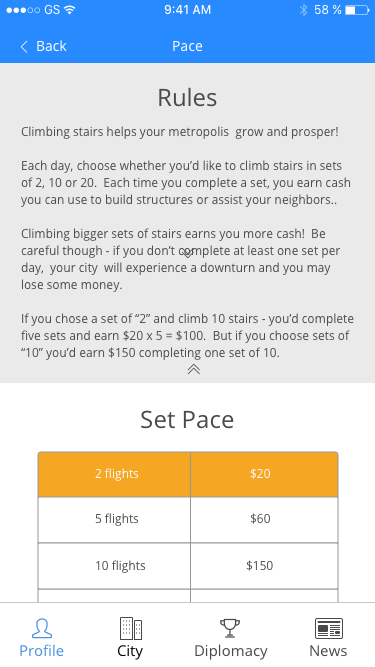 GS 9:41 AM 58 %
Back Pace
Rules
Climbing stairs helps your metropolis grow and prosper!
Each day, choose whether you’d like to climb stairs in sets
of 2, 10 or 20. Each time you complete a set, you earn cash
you can use to build structures or assist your neighbors..
Climbing bigger sets of stairs earns you more cash! Be
careful though - if you don’t complete at least one set per
day, your city will experience a downturn and you may
lose some money.
If you chose a set of “2” and climb 10 stairs - you’d complete
five sets and earn $20 x 5 = $100. But if you choose sets of
“10” you’d earn $150 completing one set of 10.
Set Pace
2 flights $20
5 flights $60
10 flights $150
Profile City Diplomacy News